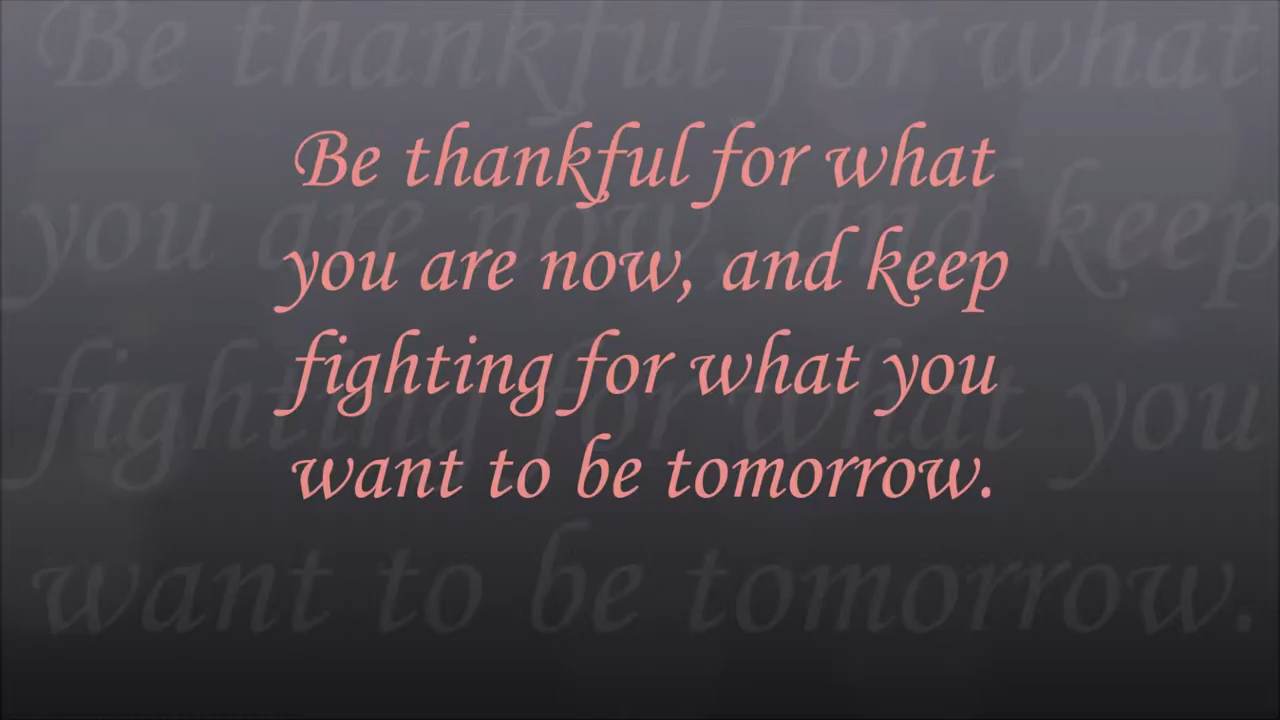 Be thankful for what
you are now, and keep
fighting for what you
want to be tomorrow.